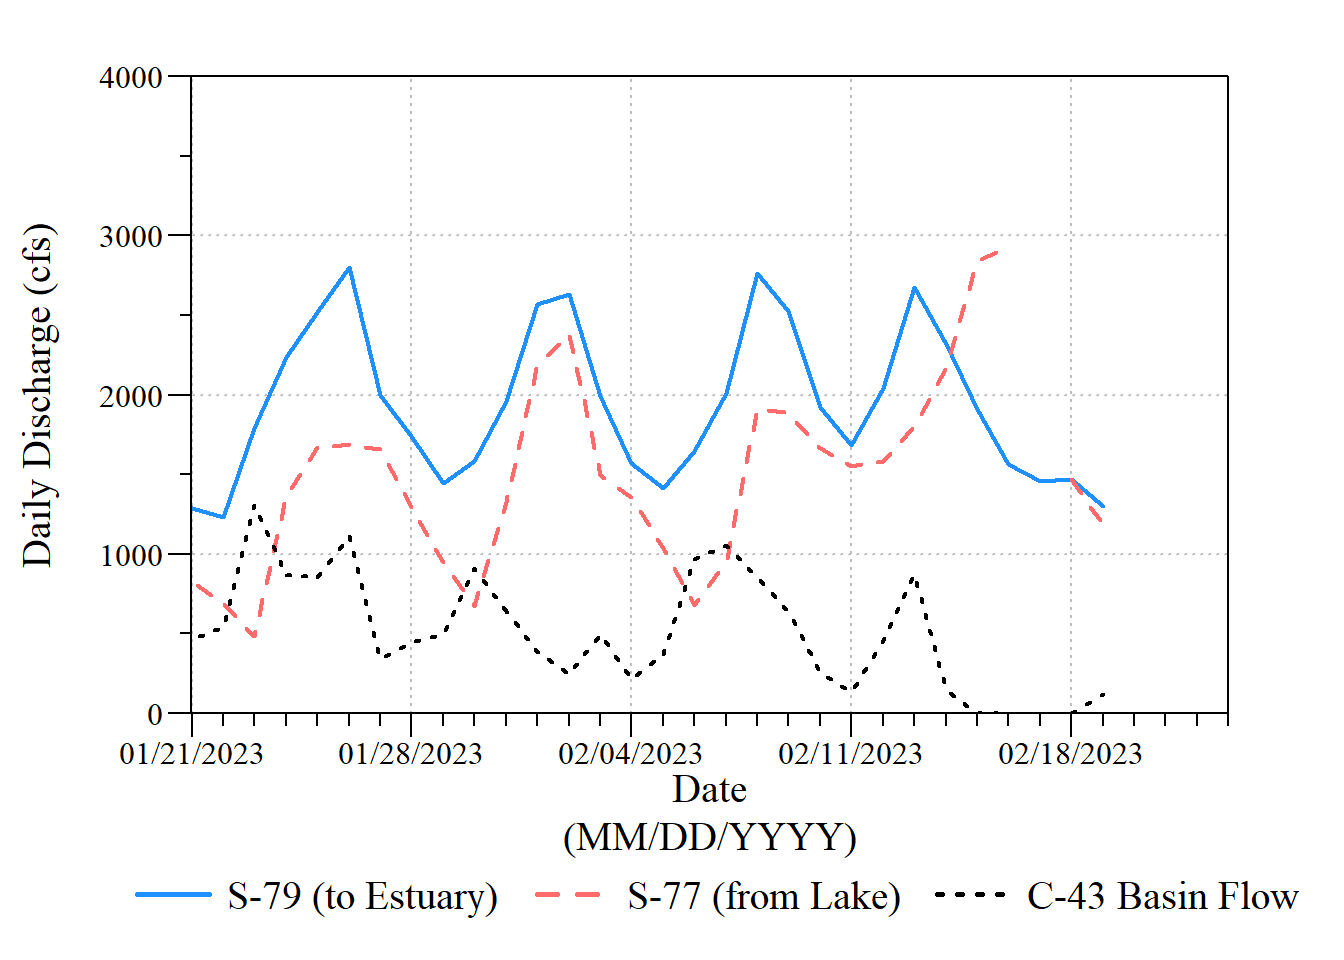 4000
3000
2000
1000
0
Daily Discharge (cfs)
01/21/2023 01/28/2023 02/04/2023 02/11/2023 02/18/2023
Date
(MM/DD/YYYY)
S-79 (to Estuary) S-77 (from Lake) C-43 Basin Flow